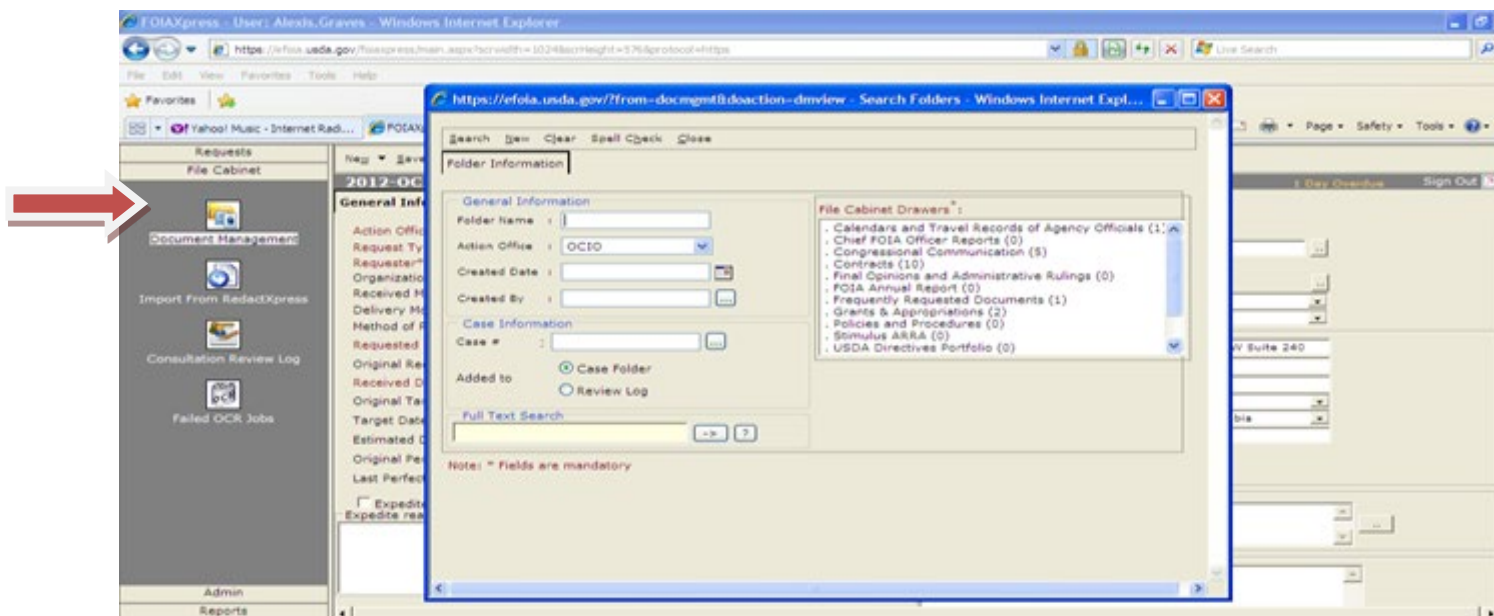 FOIAXpress - User: Alexis.Graves - Windows Internet Explorer
https://efoia.usda.gov/foiaxpress/main.aspx?scrwidth=1024&scrHeight=576&protocol=https
Live Search
File Edit View Favorites Tools Help
Favorites
Yahoo! Music - Internet Radi...
Page Safety Tools
https://efoia.usda.gov/?from=docmgmt&doaction=dmview - Search Folders - Windows Internet Expl...
Search New Clear Spell Check Close
Folder Information
General Information
Folder Name :
Action Office : OCIO
Created Date :
Created By : ...
Case Information
Case # : ...
Added to
Case Folder
Review Log
Full Text Search
-> ?
Note: * Fields are mandatory
File Cabinet Drawers * :
. Calendars and Travel Records of Agency Officials (1)
. Chief FOIA Officer Reports (0)
. Congressional Communication (5)
. Contracts (10)
. Final Opinions and Administrative Rulings (0)
. FOIA Annual Report (0)
. Frequently Requested Documents (1)
. Grants & Appropriations (2)
. Policies and Procedures (0)
. Stimulus ARRA (0)
. USDA Directives Portfolio (0)
Requests
File Cabinet
Document Management
Import From RedactXpress
Consultation Review Log
Failed OCR Jobs
Admin
Reports
New Save
2012-OC
General Inf
Action Offic
Request Ty
Requester*
Organizatio
Received M
Delivery Mo
Method of P
Requested
Original Re
Received D
Original Ta
Target Date
Estimated D
Original Per
Last Perfec
Expedite
Expedite rea
1 Day Overdue
Sign Out
W Suite 240
bia